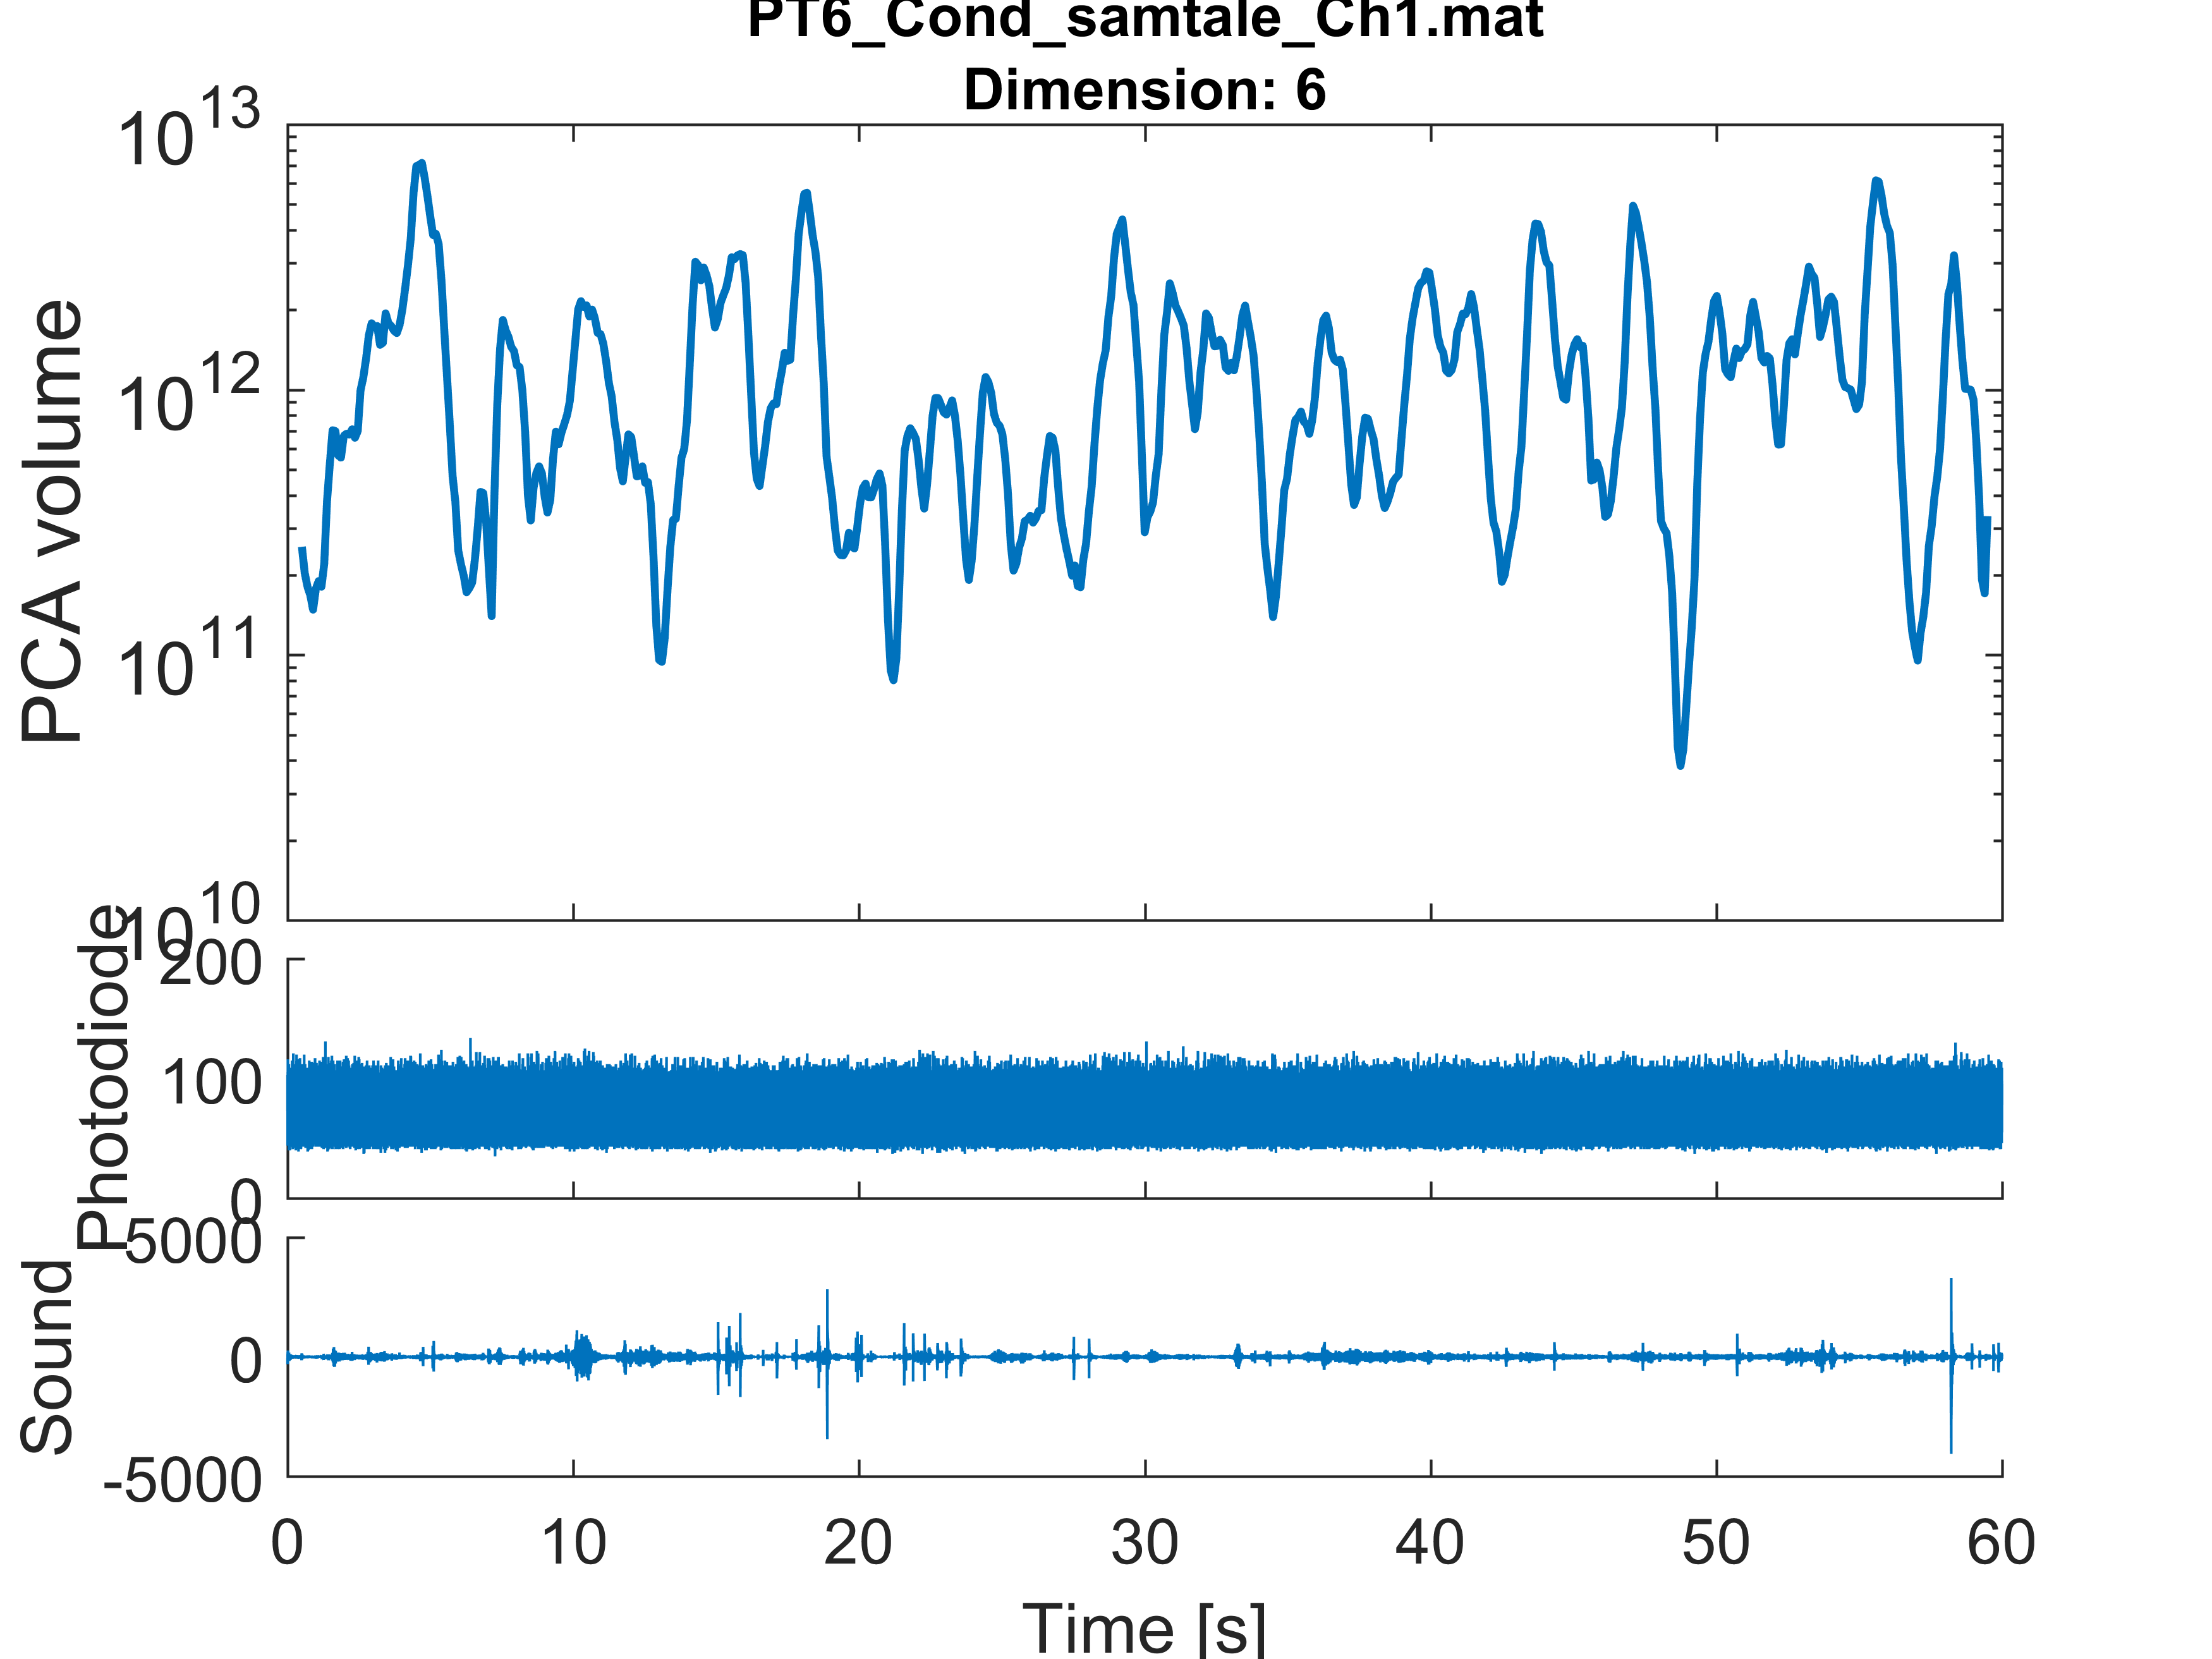 PT6_Cond_samtale_Ch1.mat
Dimension: 6
PCA volume
10^13
10^12
10^11
10^10
Photodiode
200
100
0
Sound
5000
0
-5000
0 10 20 30 40 50 60
Time [s]